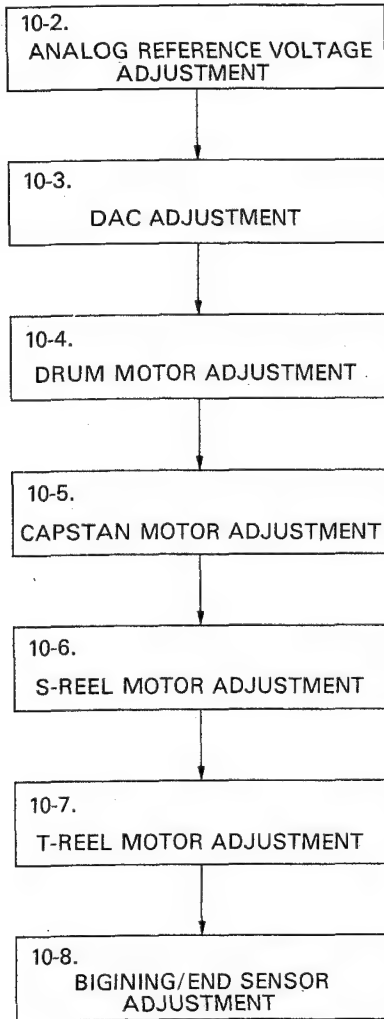 10-2.
ANALOG REFERENCE VOLTAGE
ADJUSTMENT
10-3.
DAC ADJUSTMENT
10-4.
DRUM MOTOR ADJUSTMENT
10-5.
CAPSTAN MOTOR ADJUSTMENT
10-6.
S-REEL MOTOR ADJUSTMENT
10-7.
T-REEL MOTOR ADJUSTMENT
10-8.
BIGINING/END SENSOR
ADJUSTMENT